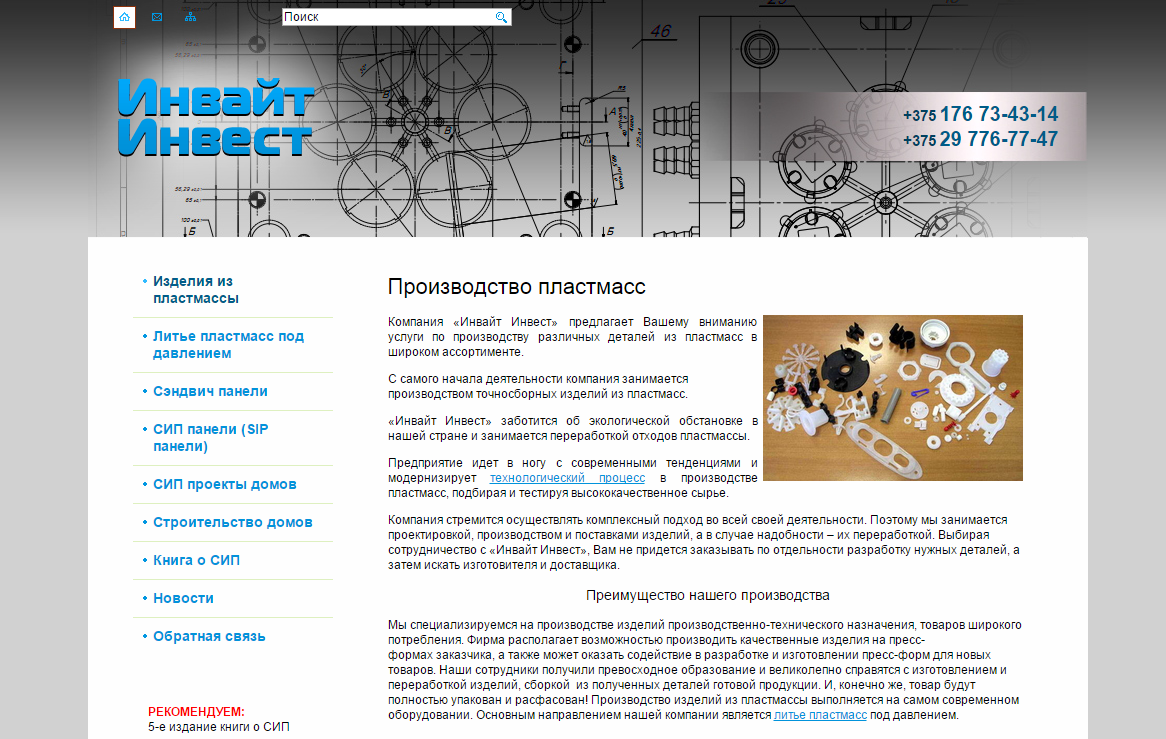 Поиск
46
Инвайт
Инвест
+375 176 73-43-14
+375 29 776-77-47
Б
Б
Изделия из
пластмассы
Литье пластмасс под
давлением
Сэндвич панели
СИП панели (SIP
панели)
СИП проекты домов
Строительство домов
Книга о СИП
Новости
Обратная связь
РЕКОМЕНДУЕМ:
5-е издание книги о СИП
Производство пластмасс
Компания «Инвайт Инвест» предлагает Вашему вниманию
услуги по производству различных деталей из пластмасс в
широком ассортименте.
С самого начала деятельности компания занимается
производством точносборных изделий из пластмасс.
«Инвайт Инвест» заботится об экологической обстановке в
нашей стране и занимается переработкой отходов пластмассы.
Предприятие идет в ногу с современными тенденциями и
модернизирует технологический процесс в производстве
пластмасс, подбирая и тестируя высококачественное сырье.
Компания стремится осуществлять комплексный подход во всей своей деятельности. Поэтому мы занимается
проектировкой, производством и поставками изделий, а в случае надобности – их переработкой. Выбирая
сотрудничество с «Инвайт Инвест», Вам не придется заказывать по отдельности разработку нужных деталей, а
затем искать изготовителя и доставщика.
Преимущество нашего производства
Мы специализируемся на производстве изделий производственно-технического назначения, товаров широкого
потребления. Фирма располагает возможностью производить качественные изделия на пресс-
формах заказчика, а также может оказать содействие в разработке и изготовлении пресс-форм для новых
товаров. Наши сотрудники получили превосходное образование и великолепно справятся с изготовлением и
переработкой изделий, сборкой из полученных деталей готовой продукции. И, конечно же, товар будут
полностью упакован и расфасован! Производство изделий из пластмассы выполняется на самом современном
оборудовании. Основным направлением нашей компании является литье пластмасс под давлением.